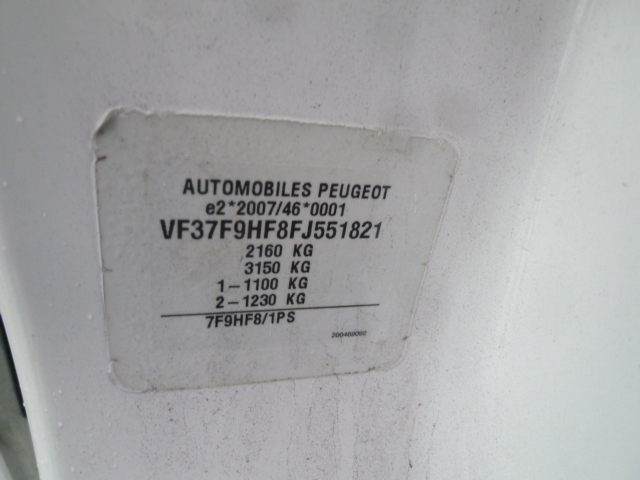 AUTOMOBILES PEUGEOT
e2*2007/46*0001
VF37F9HF8FJ551821
2160 KG
3150 KG
1-1100 KG
2-1230 KG
7F9HF8/1PS